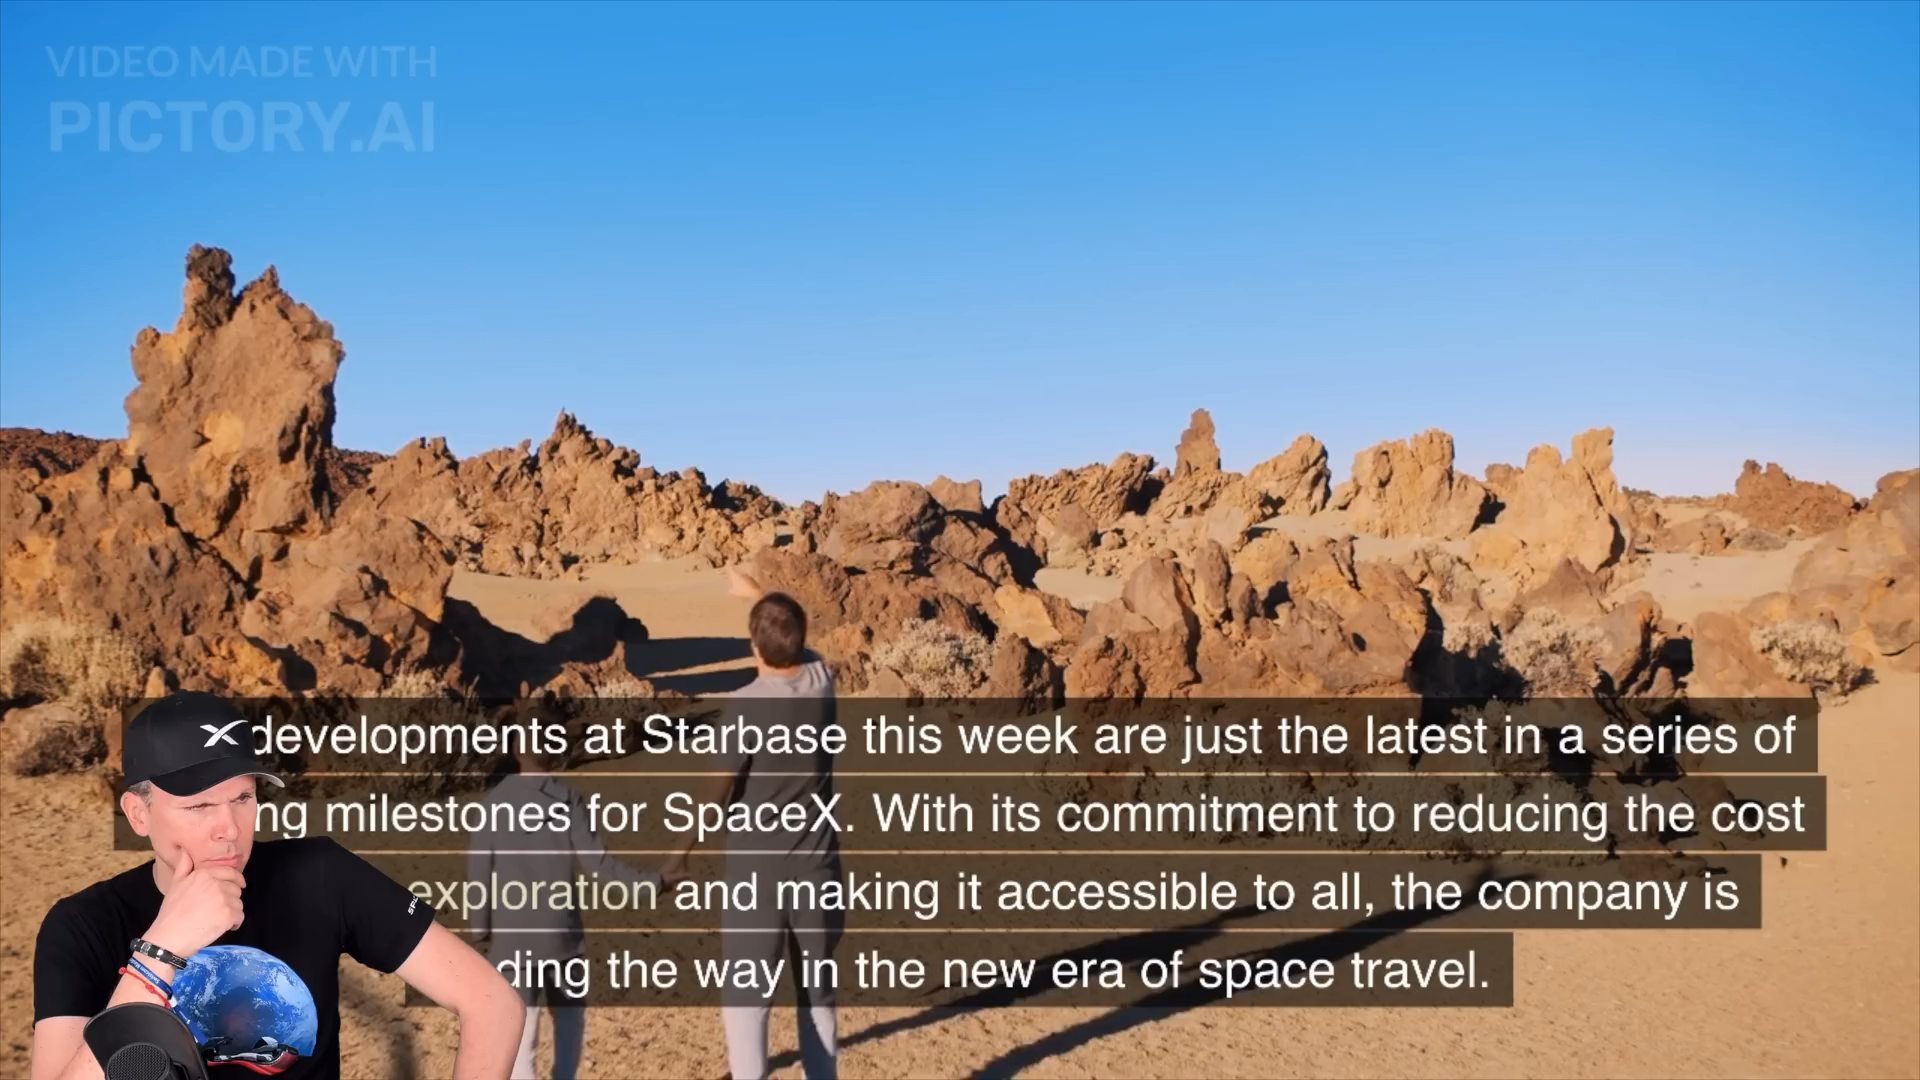 VIDEO MADE WITH
PICTORY.AI
developments at Starbase this week are just the latest in a series of
milestones for SpaceX. With its commitment to reducing the cost
exploration and making it accessible to all, the company is
the way in the new era of space travel.
X